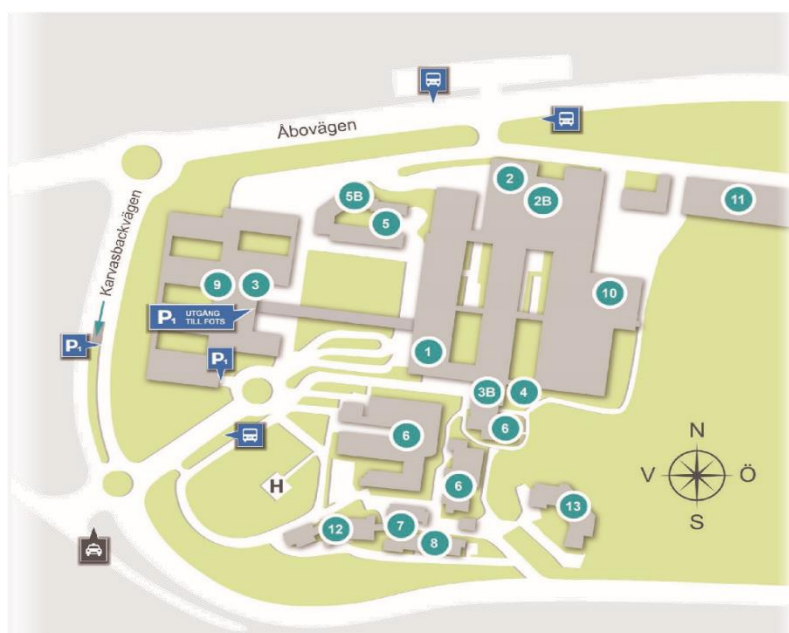 Åbovägen
Karvasbackvägen
2
2B
5B
5
11
9
3
10
P1 UTGÅNG
TILL FOTS
P1
P1
1
3B
4
6
6
6
H
N
V
Ö
S
13
12
7
8